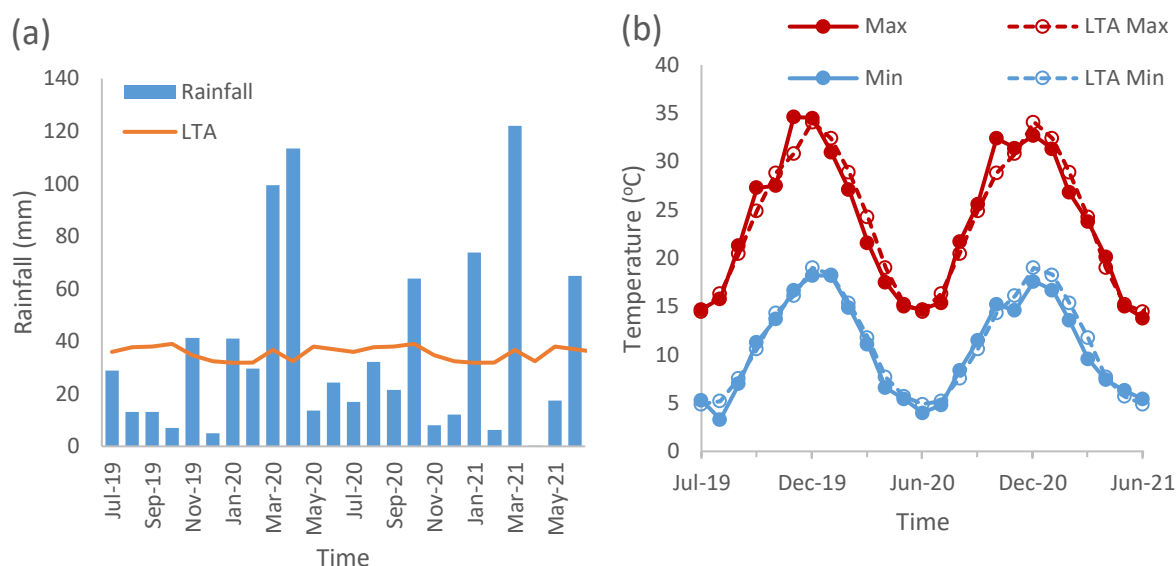 (a)
140
120
100
80
60
40
20
0
Rainfall (mm)
Rainfall
LTA
Jul-19
Sep-19
Nov-19
Jan-20
Mar-20
May-20
Jul-20
Sep-20
Nov-20
Jan-21
Mar-21
May-21
Time
(b)
Max
LTA Max
Min
LTA Min
40
35
30
25
20
15
10
5
0
Temperature (°C)
Jul-19
Dec-19
Jun-20
Dec-20
Jun-21
Time